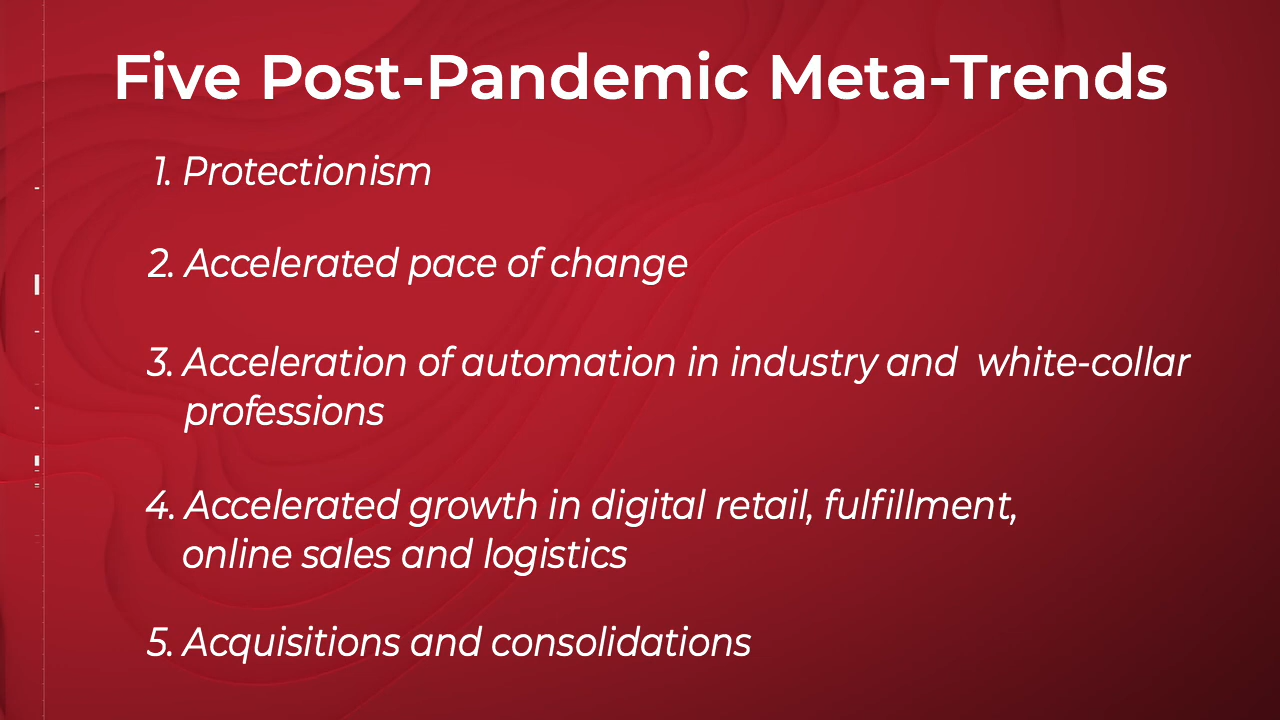 Five Post-Pandemic Meta-Trends
1. Protectionism
2. Accelerated pace of change
3. Acceleration of automation in industry and  white-collar
professions
4. Accelerated growth in digital retail, fulfillment,
online sales and logistics
5. Acquisitions and consolidations